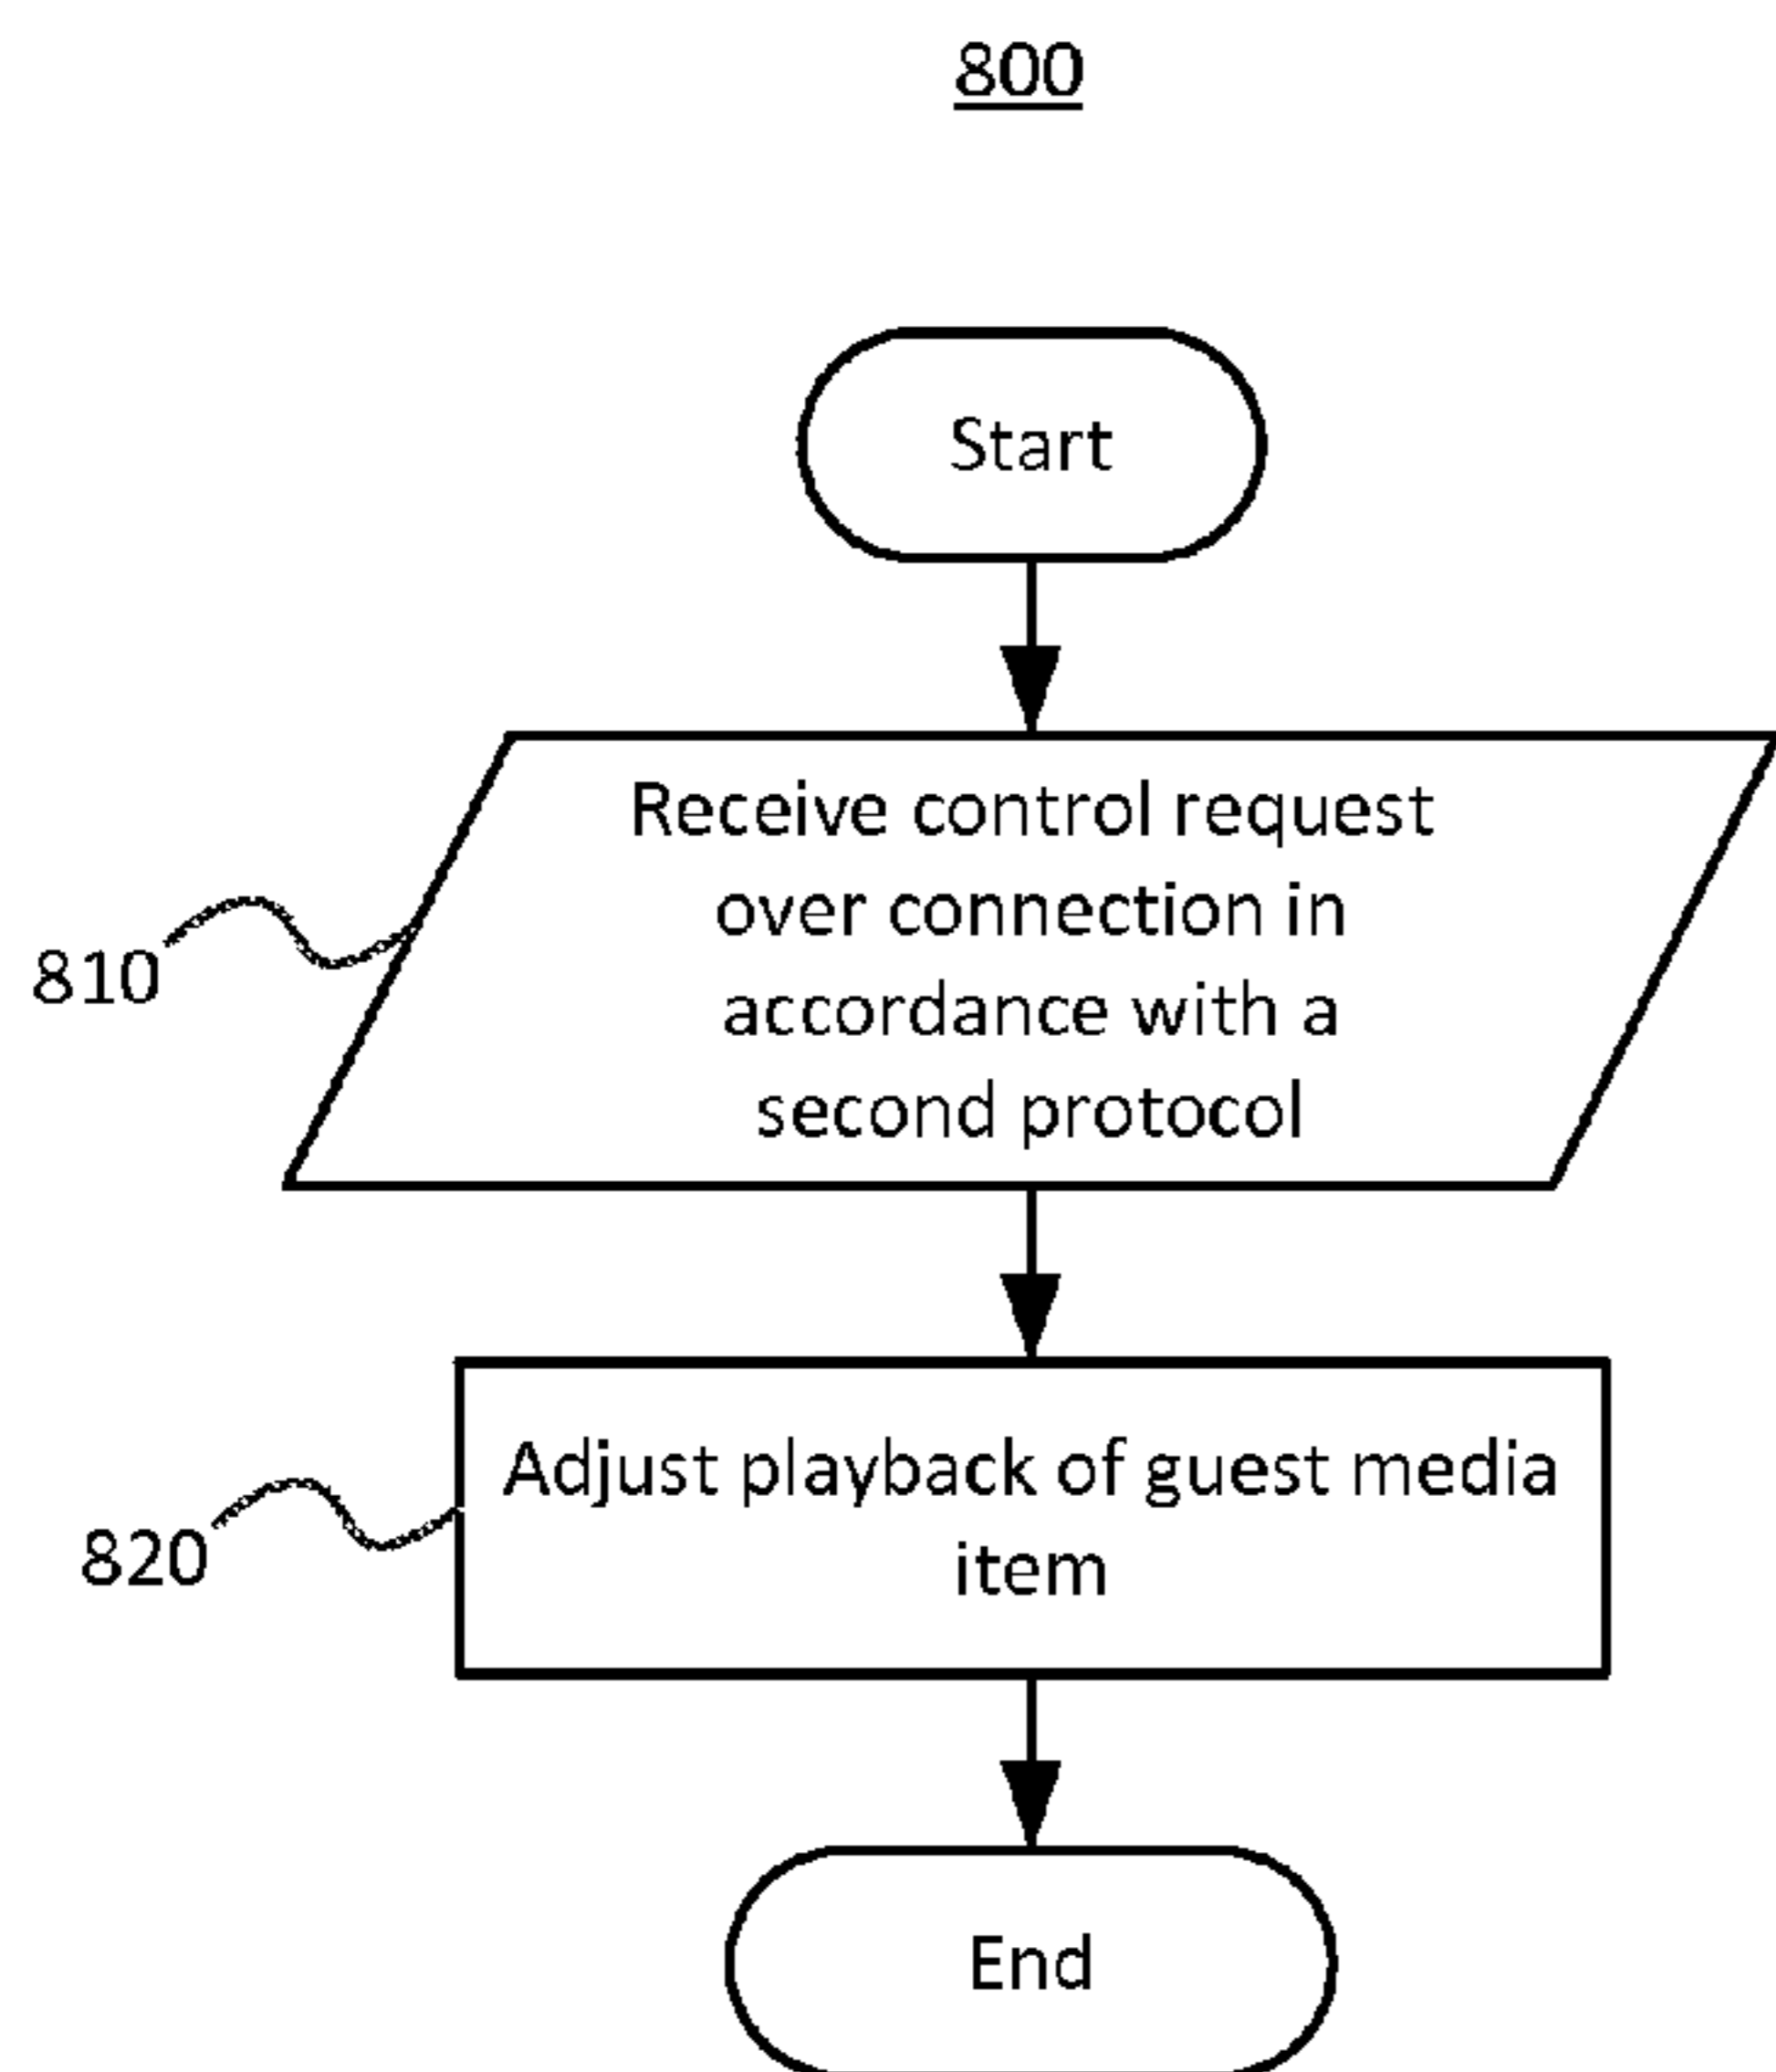 800
Start
Receive control request
over connection in
accordance with a
second protocol
810
Adjust playback of guest media
item
820
End